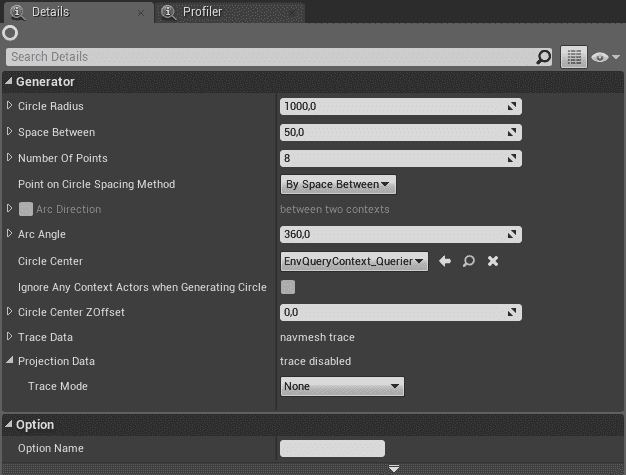 Details
Profiler
Search Details
Generator
Circle Radius 1000,0
Space Between 50,0
Number Of Points 8
Point on Circle Spacing Method By Space Between
Arc Direction between two contexts
Arc Angle 360,0
Circle Center EnvQueryContext_Querier
Ignore Any Context Actors when Generating Circle
Circle Center ZOffset 0,0
Trace Data navmesh trace
Projection Data trace disabled
Trace Mode None
Option
Option Name